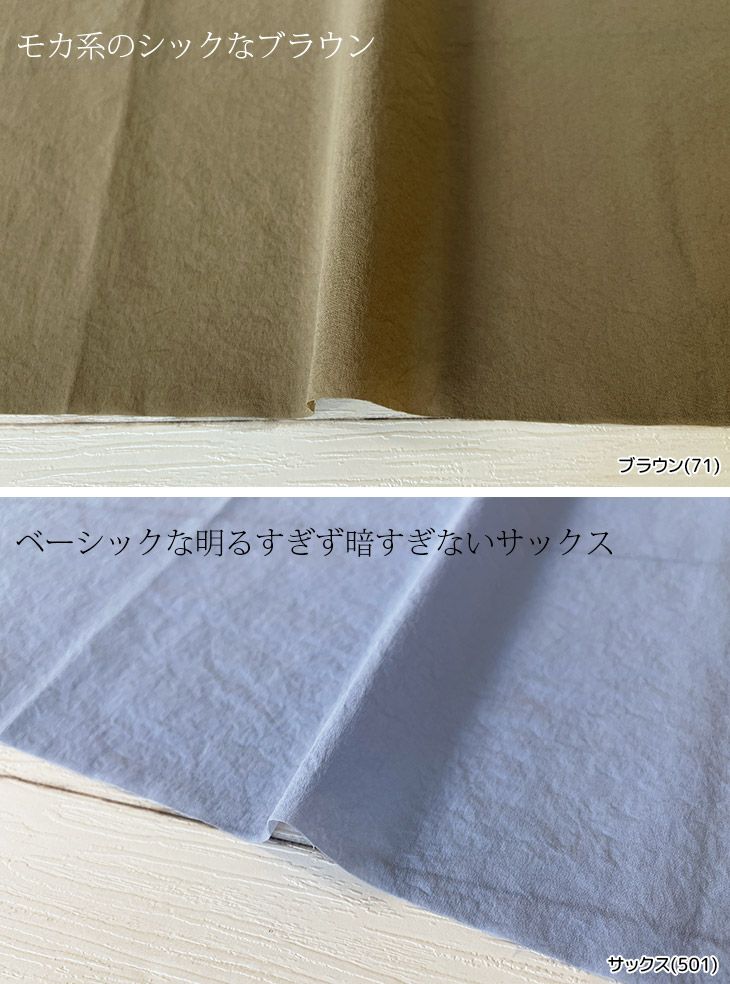 モカ系のシックなブラウン
ブラウン(71)
ベーシックな明るすぎず暗すぎないサックス
サックス(501)